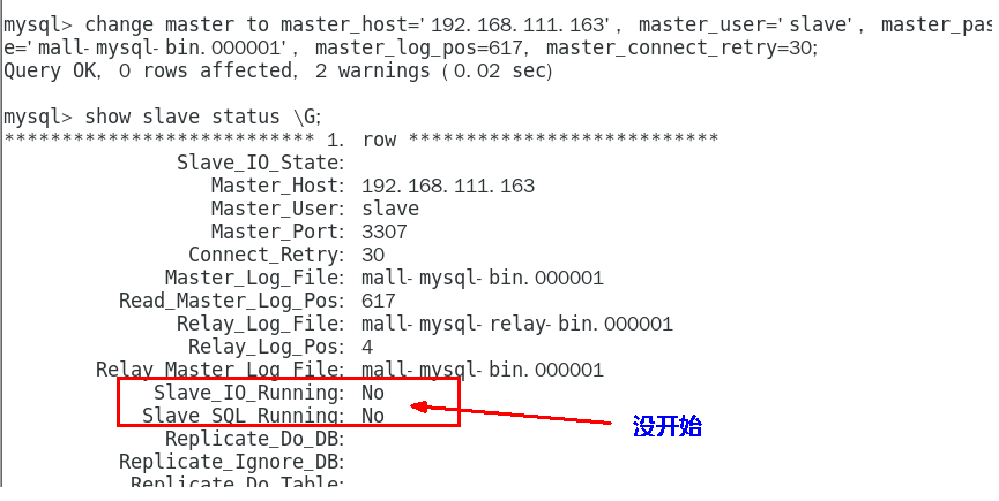 mysql> change master to master_host='192.168.111.163', master_user='slave', master_pas
e='mall-mysql-bin.000001', master_log_pos=617, master_connect_retry=30;
Query OK, 0 rows affected, 2 warnings (0.02 sec)
mysql> show slave status \G;
*************************** 1. row ***************************
Slave_IO_State:
Master_Host: 192.168.111.163
Master_User: slave
Master_Port: 3307
Connect_Retry: 30
Master_Log_File: mall-mysql-bin.000001
Read_Master_Log_Pos: 617
Relay_Log_File: mall-mysql-relay-bin.000001
Relay_Log_Pos: 4
Relay_Master_Log_File: mall-mysql-bin.000001
Slave_IO_Running: No
Slave_SQL_Running: No
没开始
Replicate_Do_DB:
Replicate_Ignore_DB:
Replicate_Do_Table: